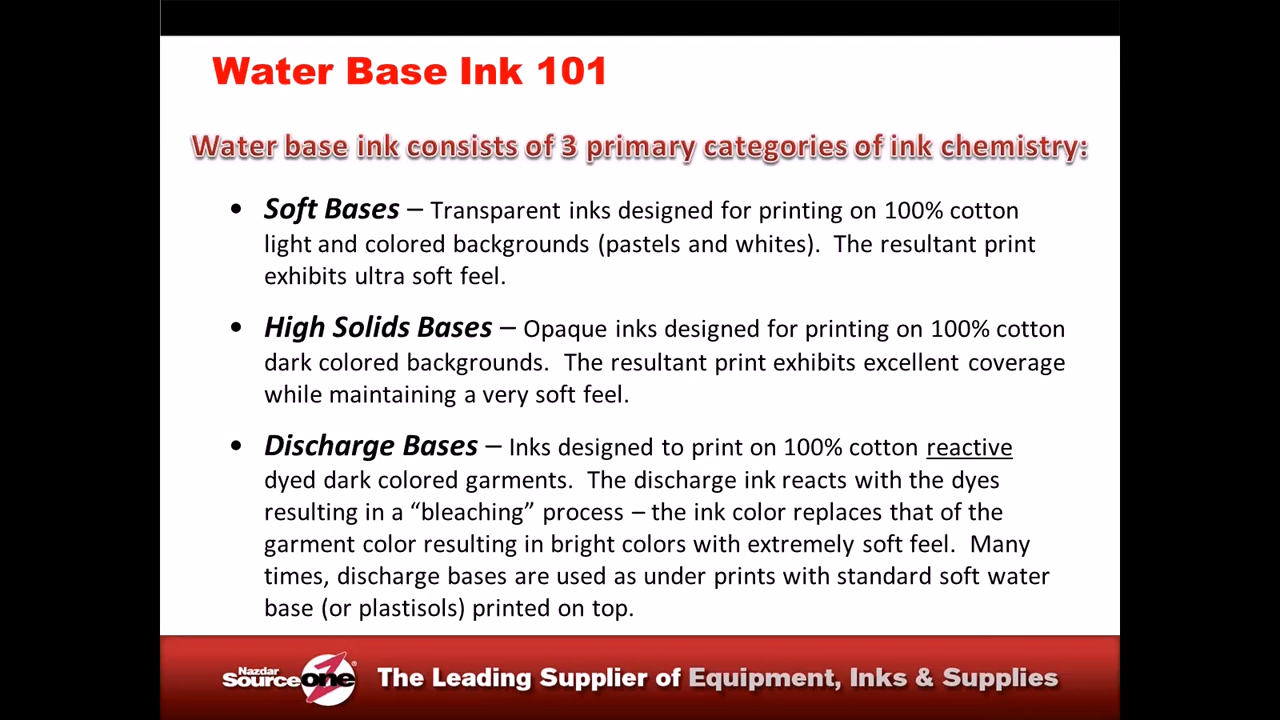 Water Base Ink 101
Water base ink consists of 3 primary categories of ink chemistry:
• Soft Bases – Transparent inks designed for printing on 100% cotton
light and colored backgrounds (pastels and whites).  The resultant print
exhibits ultra soft feel.
• High Solids Bases – Opaque inks designed for printing on 100% cotton
dark colored backgrounds.  The resultant print exhibits excellent coverage
while maintaining a very soft feel.
• Discharge Bases – Inks designed to print on 100% cotton reactive
dyed dark colored garments.  The discharge ink reacts with the dyes
resulting in a “bleaching” process – the ink color replaces that of the
garment color resulting in bright colors with extremely soft feel.  Many
times, discharge bases are used as under prints with standard soft water
base (or plastisols) printed on top.
Nazdar
sourceone®
The Leading Supplier of Equipment, Inks & Supplies